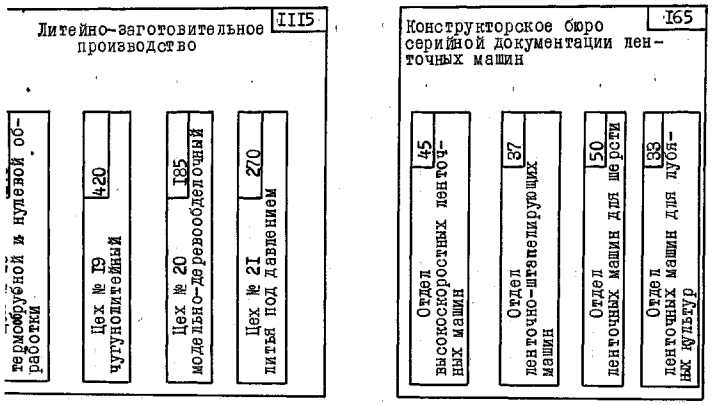 Литейно-заготовительное
производство
III5
термообрубной и нулевой об-
работки
420
Цех № I9
чугунолитейный
I85
Цех № 20
модельно-деревообделочный
270
Цех № 2I
литья под давлением
Конструкторское бюро
серийной документации лен-
точных машин
I65
45
Отдел
высокоскоростных ленточ-
ных машин
37
Отдел
ленточно-штапелирующих
машин
50
Отдел
ленточных машин для шерсти
33
Отдел
ленточных машин для лубя-
ных культур